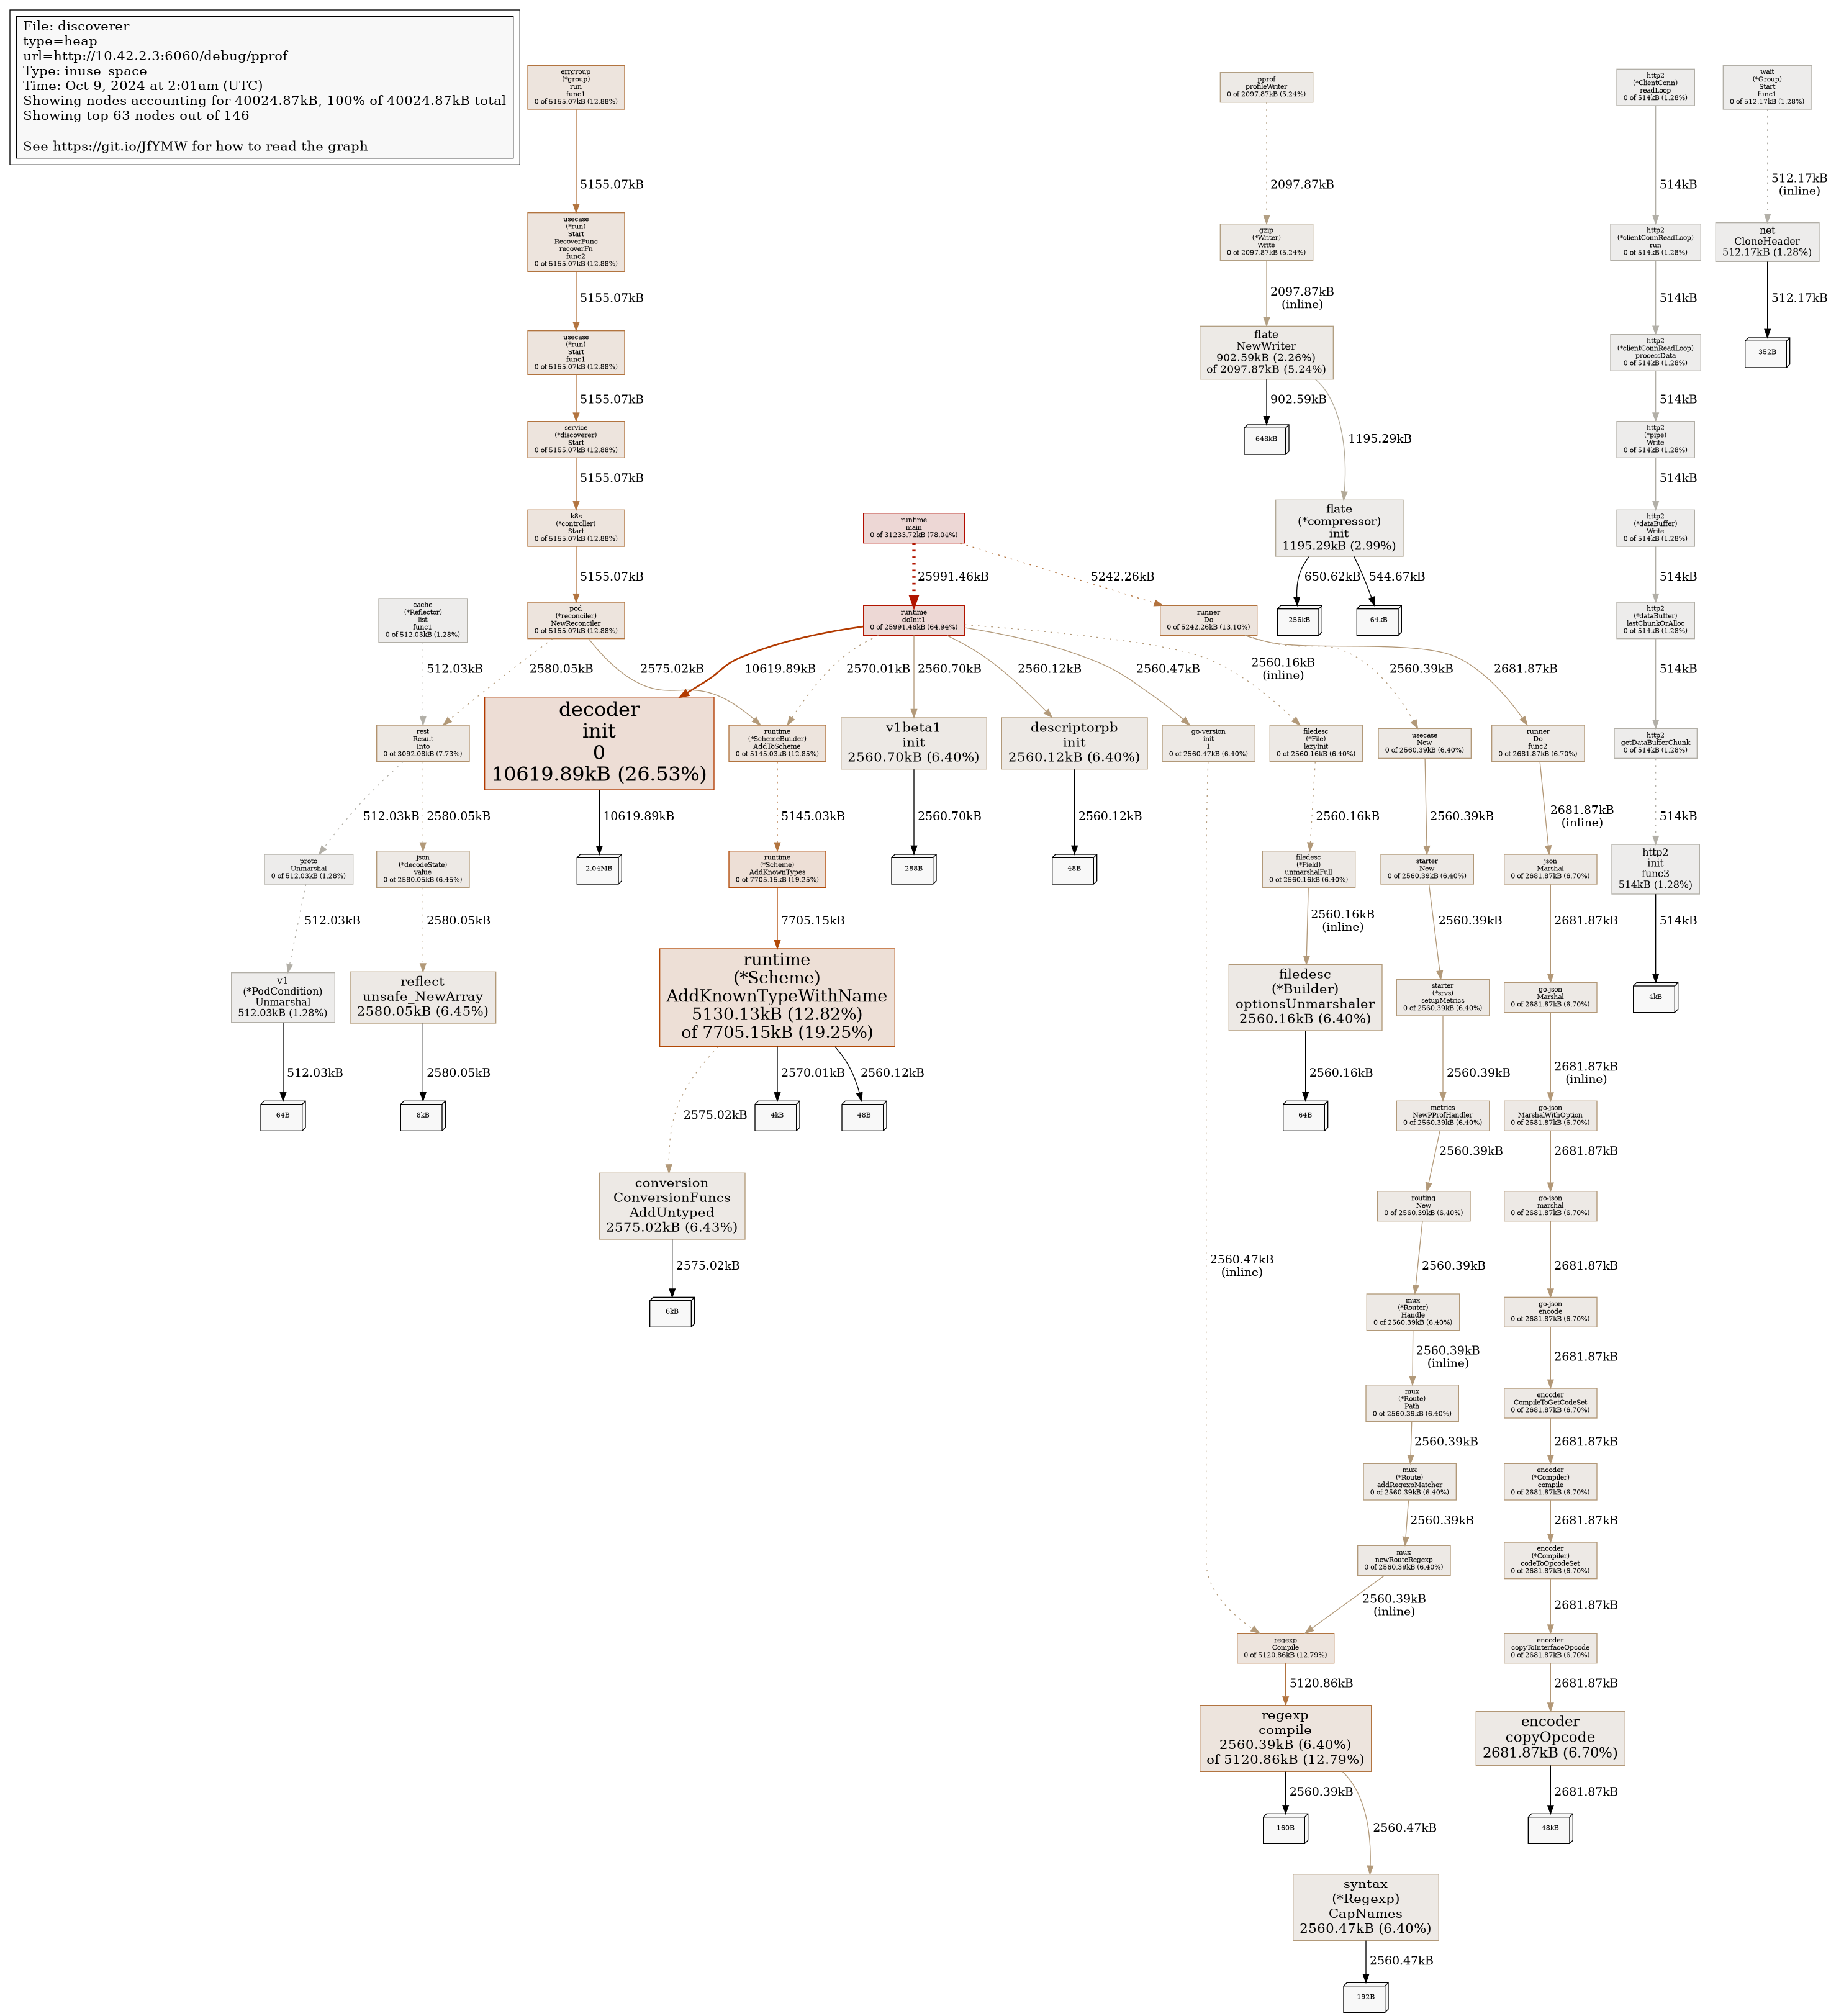 File: discoverer
type=heap
url=http://10.42.2.3:6060/debug/pprof
Type: inuse_space
Time: Oct 9, 2024 at 2:01am (UTC)
Showing nodes accounting for 40024.87kB, 100% of 40024.87kB total
Showing top 63 nodes out of 146
See https://git.io/JfYMW for how to read the graph
errgroup
(*group)
run
func1
0 of 5155.07kB (12.88%)
5155.07kB
usecase
(*run)
Start
RecoverFunc
recoverFn
func2
0 of 5155.07kB (12.88%)
5155.07kB
usecase
(*run)
Start
func1
0 of 5155.07kB (12.88%)
5155.07kB
service
(*discoverer)
Start
0 of 5155.07kB (12.88%)
5155.07kB
k8s
(*controller)
Start
0 of 5155.07kB (12.88%)
5155.07kB
pod
(*reconciler)
NewReconciler
0 of 5155.07kB (12.88%)
2580.05kB
2575.02kB
cache
(*Reflector)
list
func1
0 of 512.03kB (1.28%)
512.03kB
rest
Result
Into
0 of 3092.08kB (7.73%)
512.03kB
2580.05kB
proto
Unmarshal
0 of 512.03kB (1.28%)
512.03kB
v1
(*PodCondition)
Unmarshal
512.03kB (1.28%)
512.03kB
64B
json
(*decodeState)
value
0 of 2580.05kB (6.45%)
2580.05kB
reflect
unsafe_NewArray
2580.05kB (6.45%)
2580.05kB
8kB
runtime
main
0 of 31233.72kB (78.04%)
25991.46kB
5242.26kB
runtime
doInit1
0 of 25991.46kB (64.94%)
10619.89kB
2570.01kB
2560.70kB
2560.12kB
2560.47kB
2560.16kB
(inline)
decoder
init
0
10619.89kB (26.53%)
10619.89kB
2.04MB
runtime
(*SchemeBuilder)
AddToScheme
0 of 5145.03kB (12.85%)
5145.03kB
runtime
(*Scheme)
AddKnownTypes
0 of 7705.15kB (19.25%)
7705.15kB
runtime
(*Scheme)
AddKnownTypeWithName
5130.13kB (12.82%)
of 7705.15kB (19.25%)
2575.02kB
2570.01kB
2560.12kB
4kB
48B
conversion
ConversionFuncs
AddUntyped
2575.02kB (6.43%)
2575.02kB
6kB
v1beta1
init
2560.70kB (6.40%)
2560.70kB
288B
descriptorpb
init
2560.12kB (6.40%)
2560.12kB
48B
go-version
init
1
0 of 2560.47kB (6.40%)
2560.47kB
(inline)
filedesc
(*File)
lazyInit
0 of 2560.16kB (6.40%)
2560.16kB
filedesc
(*Field)
unmarshalFull
0 of 2560.16kB (6.40%)
2560.16kB
(inline)
filedesc
(*Builder)
optionsUnmarshaler
2560.16kB (6.40%)
2560.16kB
64B
pprof
profileWriter
0 of 2097.87kB (5.24%)
2097.87kB
gzip
(*Writer)
Write
0 of 2097.87kB (5.24%)
2097.87kB
(inline)
flate
NewWriter
902.59kB (2.26%)
of 2097.87kB (5.24%)
902.59kB
648kB
1195.29kB
flate
(*compressor)
init
1195.29kB (2.99%)
650.62kB
544.67kB
256kB
64kB
runner
Do
0 of 5242.26kB (13.10%)
2560.39kB
2681.87kB
usecase
New
0 of 2560.39kB (6.40%)
2560.39kB
starter
New
0 of 2560.39kB (6.40%)
2560.39kB
starter
(*srvs)
setupMetrics
0 of 2560.39kB (6.40%)
2560.39kB
metrics
NewPProfHandler
0 of 2560.39kB (6.40%)
2560.39kB
routing
New
0 of 2560.39kB (6.40%)
2560.39kB
mux
(*Router)
Handle
0 of 2560.39kB (6.40%)
2560.39kB
(inline)
mux
(*Route)
Path
0 of 2560.39kB (6.40%)
2560.39kB
mux
(*Route)
addRegexpMatcher
0 of 2560.39kB (6.40%)
2560.39kB
mux
newRouteRegexp
0 of 2560.39kB (6.40%)
2560.39kB
(inline)
regexp
Compile
0 of 5120.86kB (12.79%)
5120.86kB
regexp
compile
2560.39kB (6.40%)
of 5120.86kB (12.79%)
2560.39kB
160B
2560.47kB
syntax
(*Regexp)
CapNames
2560.47kB (6.40%)
2560.47kB
192B
runner
Do
func2
0 of 2681.87kB (6.70%)
2681.87kB
(inline)
json
Marshal
0 of 2681.87kB (6.70%)
2681.87kB
go-json
Marshal
0 of 2681.87kB (6.70%)
2681.87kB
(inline)
go-json
MarshalWithOption
0 of 2681.87kB (6.70%)
2681.87kB
go-json
marshal
0 of 2681.87kB (6.70%)
2681.87kB
go-json
encode
0 of 2681.87kB (6.70%)
2681.87kB
encoder
CompileToGetCodeSet
0 of 2681.87kB (6.70%)
2681.87kB
encoder
(*Compiler)
compile
0 of 2681.87kB (6.70%)
2681.87kB
encoder
(*Compiler)
codeToOpcodeSet
0 of 2681.87kB (6.70%)
2681.87kB
encoder
copyToInterfaceOpcode
0 of 2681.87kB (6.70%)
2681.87kB
encoder
copyOpcode
2681.87kB (6.70%)
2681.87kB
48kB
http2
(*ClientConn)
readLoop
0 of 514kB (1.28%)
514kB
http2
(*clientConnReadLoop)
run
0 of 514kB (1.28%)
514kB
http2
(*clientConnReadLoop)
processData
0 of 514kB (1.28%)
514kB
http2
(*pipe)
Write
0 of 514kB (1.28%)
514kB
http2
(*dataBuffer)
Write
0 of 514kB (1.28%)
514kB
http2
(*dataBuffer)
lastChunkOrAlloc
0 of 514kB (1.28%)
514kB
http2
getDataBufferChunk
0 of 514kB (1.28%)
514kB
http2
init
func3
514kB (1.28%)
514kB
4kB
wait
(*Group)
Start
func1
0 of 512.17kB (1.28%)
512.17kB
(inline)
net
CloneHeader
512.17kB (1.28%)
512.17kB
352B